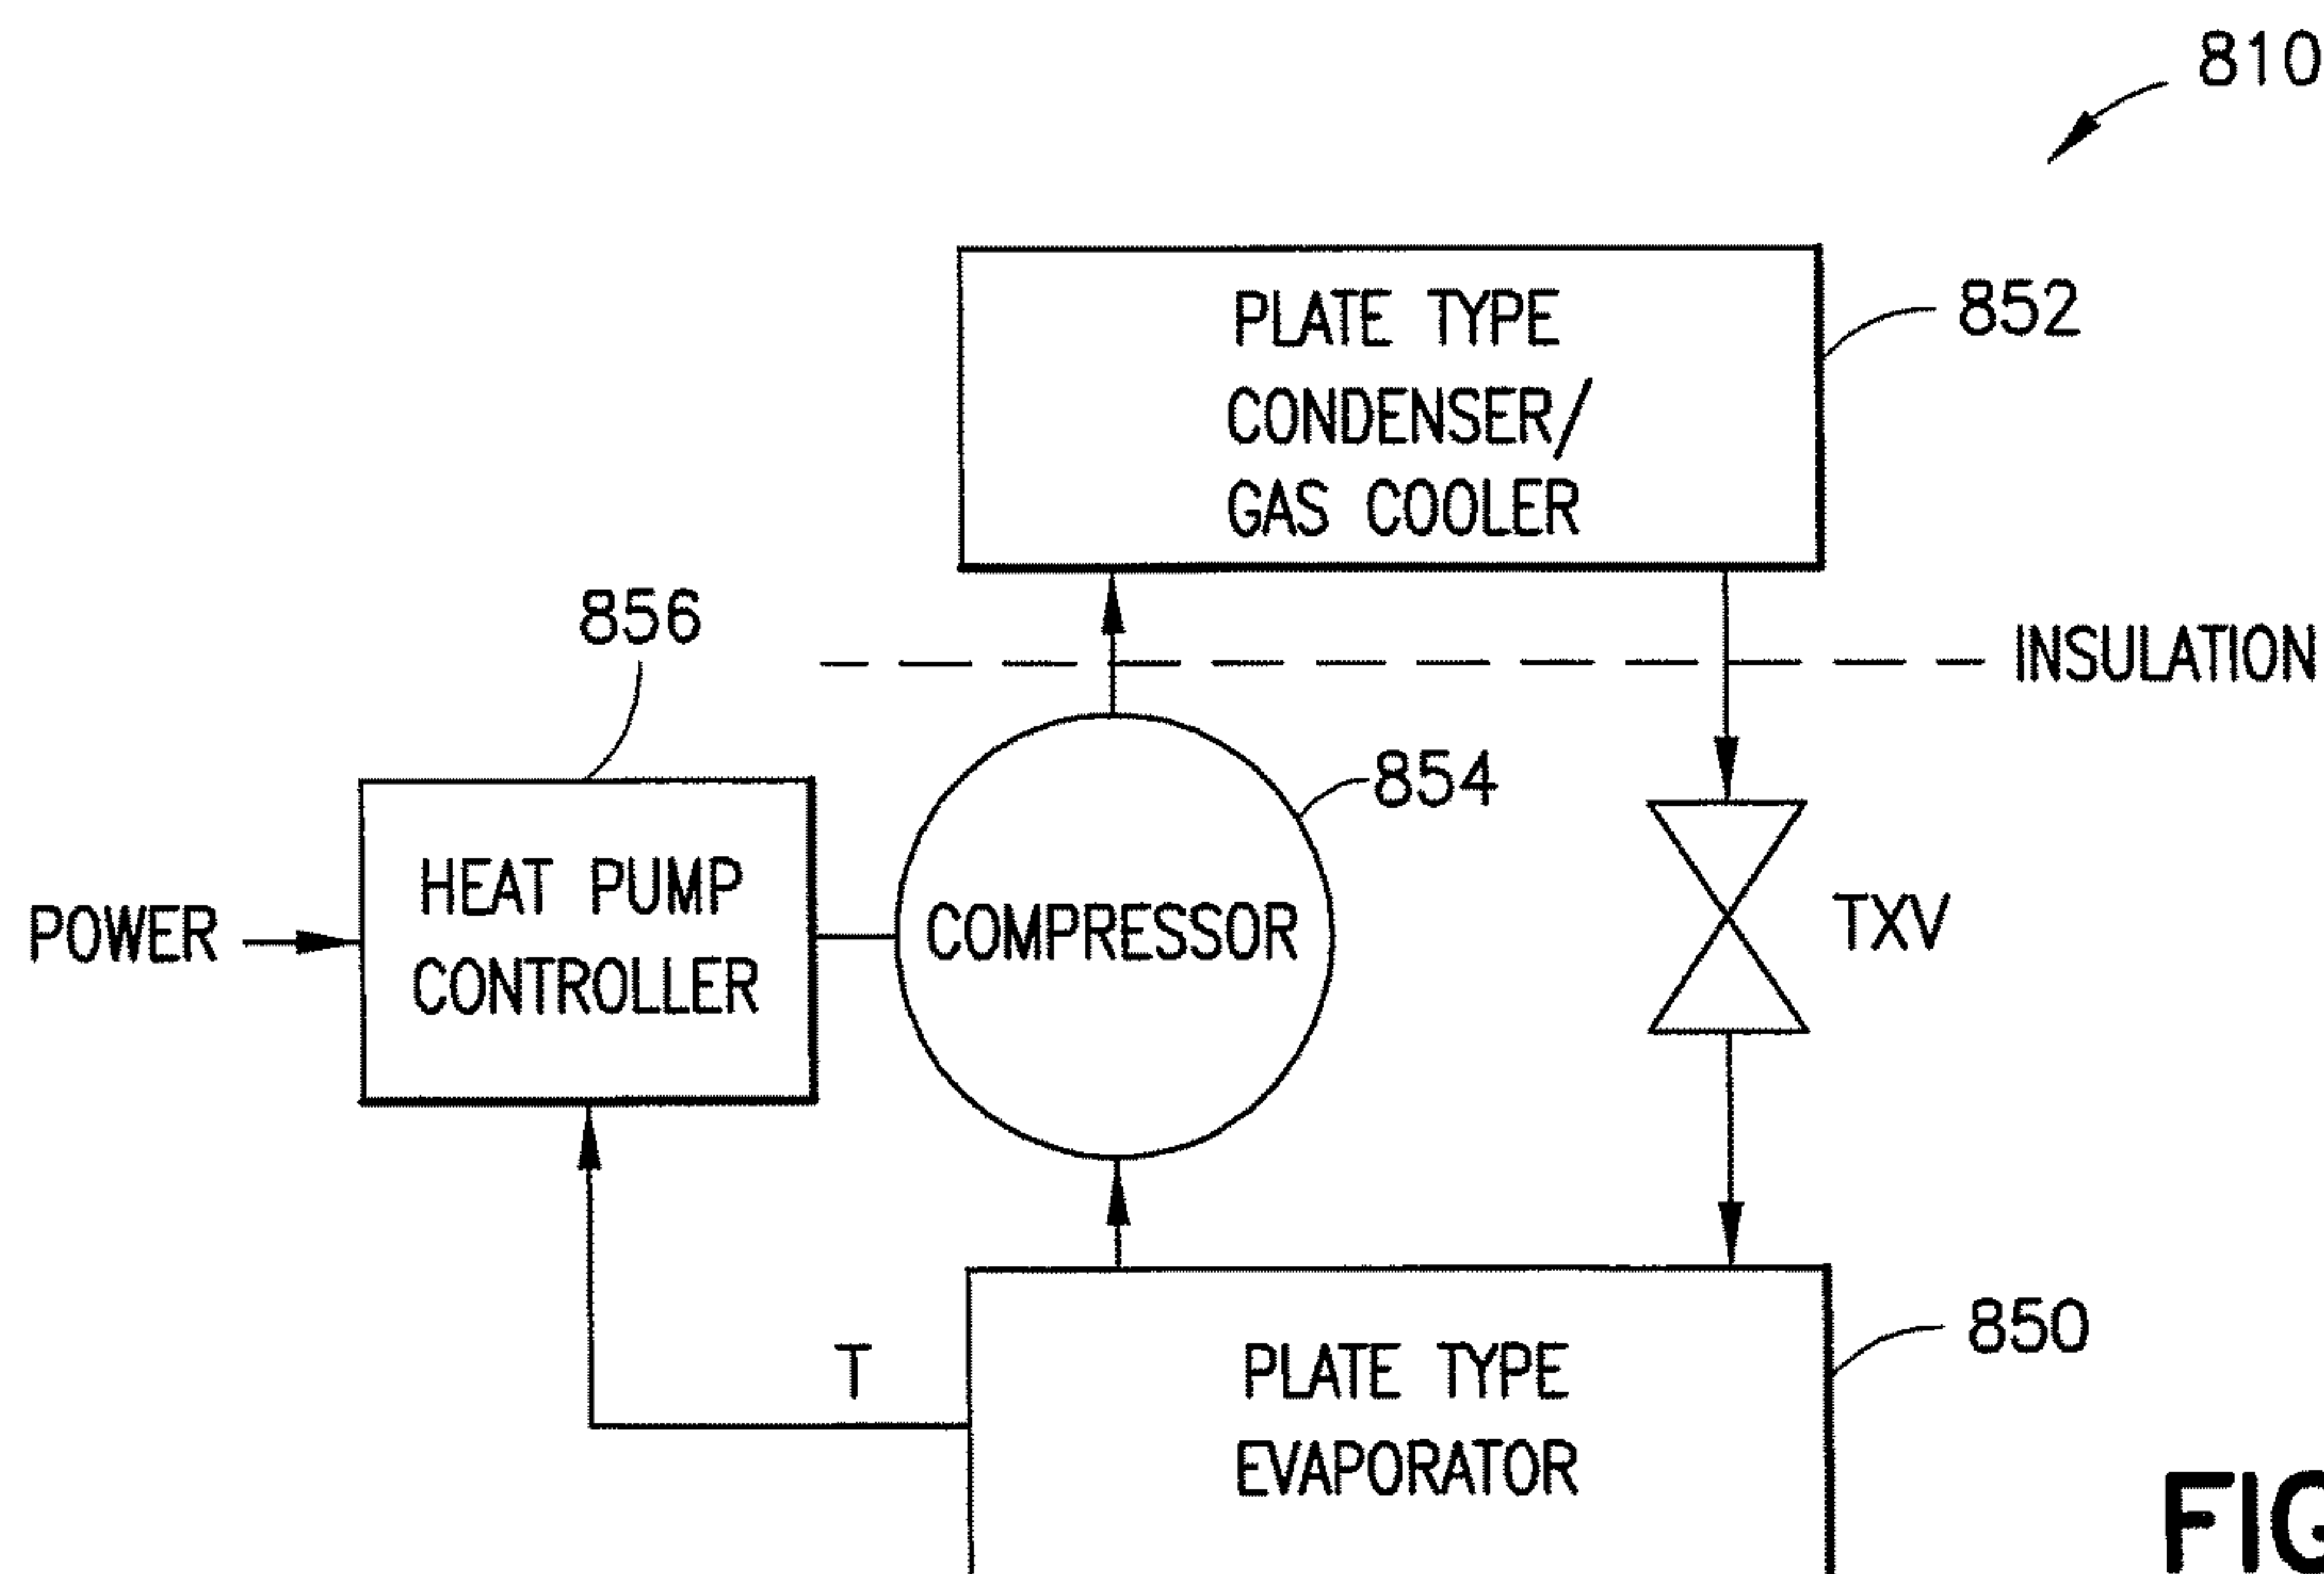 810
PLATE TYPE
CONDENSER/
GAS COOLER
852
856
INSULATION
854
HEAT PUMP
CONTROLLER
POWER
COMPRESSOR
TXV
T
PLATE TYPE
EVAPORATOR
850
FIG